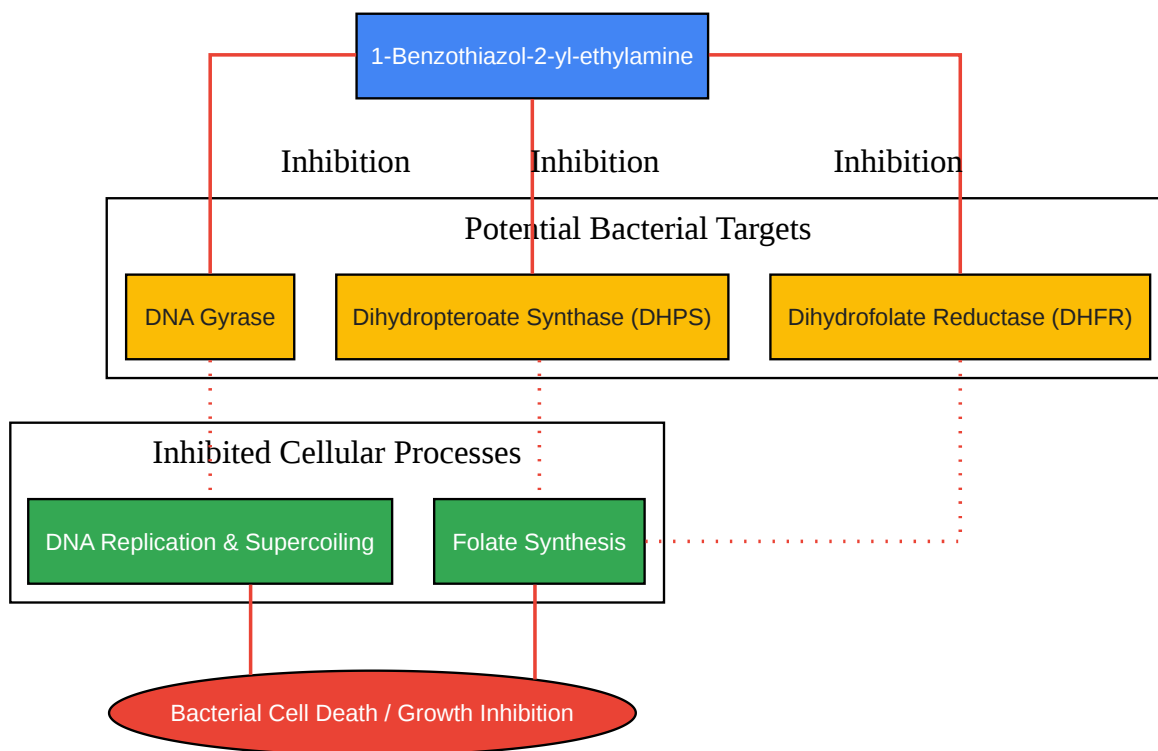 1-Benzothiazol-2-yl-ethylamine
Inhibition
Inhibition
Inhibition
Potential Bacterial Targets
DNA Gyrase
Dihydropteroate Synthase (DHPS)
Dihydrofolate Reductase (DHFR)
Inhibited Cellular Processes
DNA Replication & Supercoiling
Folate Synthesis
Bacterial Cell Death / Growth Inhibition